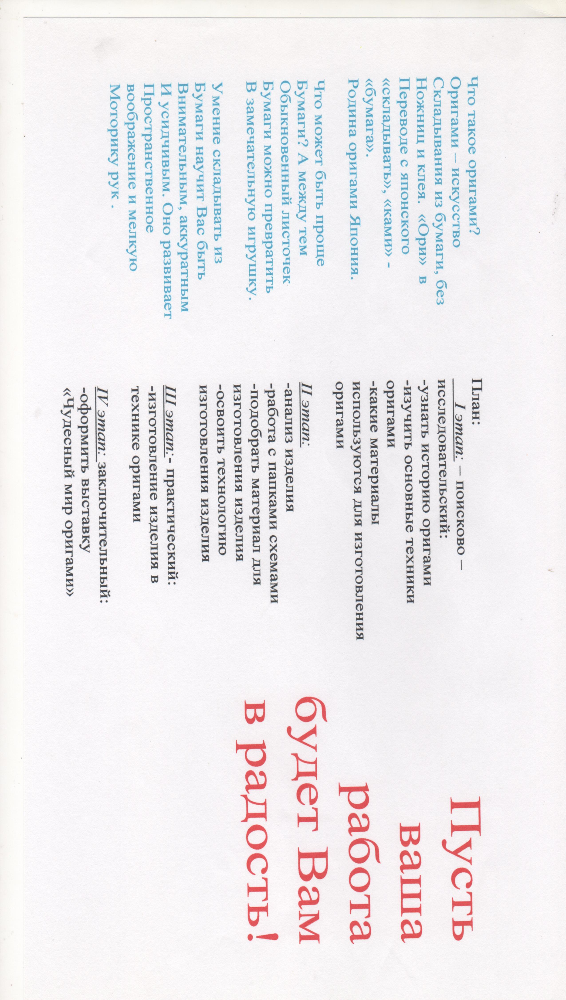 Что такое оригами?
Оригами – искусство
Складывания из бумаги, без
Ножниц и клея. «Ори» в
Переводе с японского
«складывать», «ками» -
«бумага».
Родина оригами Япония.
Что может быть проще
Бумаги? А между тем
Обыкновенный листочек
Бумаги можно превратить
В замечательную игрушку.
Умение складывать из
Бумаги научит Вас быть
Внимательным, аккуратным
И усидчивым. Оно развивает
Пространственное
воображение и мелкую
Моторику рук .
План:
I этап: – поисково –
исследовательский:
-узнать историю оригами
-изучить основные техники
оригами
-какие материалы
используются для изготовления
оригами
II этап:
-анализ изделия
-работа с папками схемами
-подобрать материал для
изготовления изделия
-освоить технологию
изготовления изделия
III этап:- практический:
-изготовление изделия в
технике оригами
IV этап: заключительный:
-оформить выставку
«Чудесный мир оригами»
Пусть
ваша
работа
будет Вам
в радость!